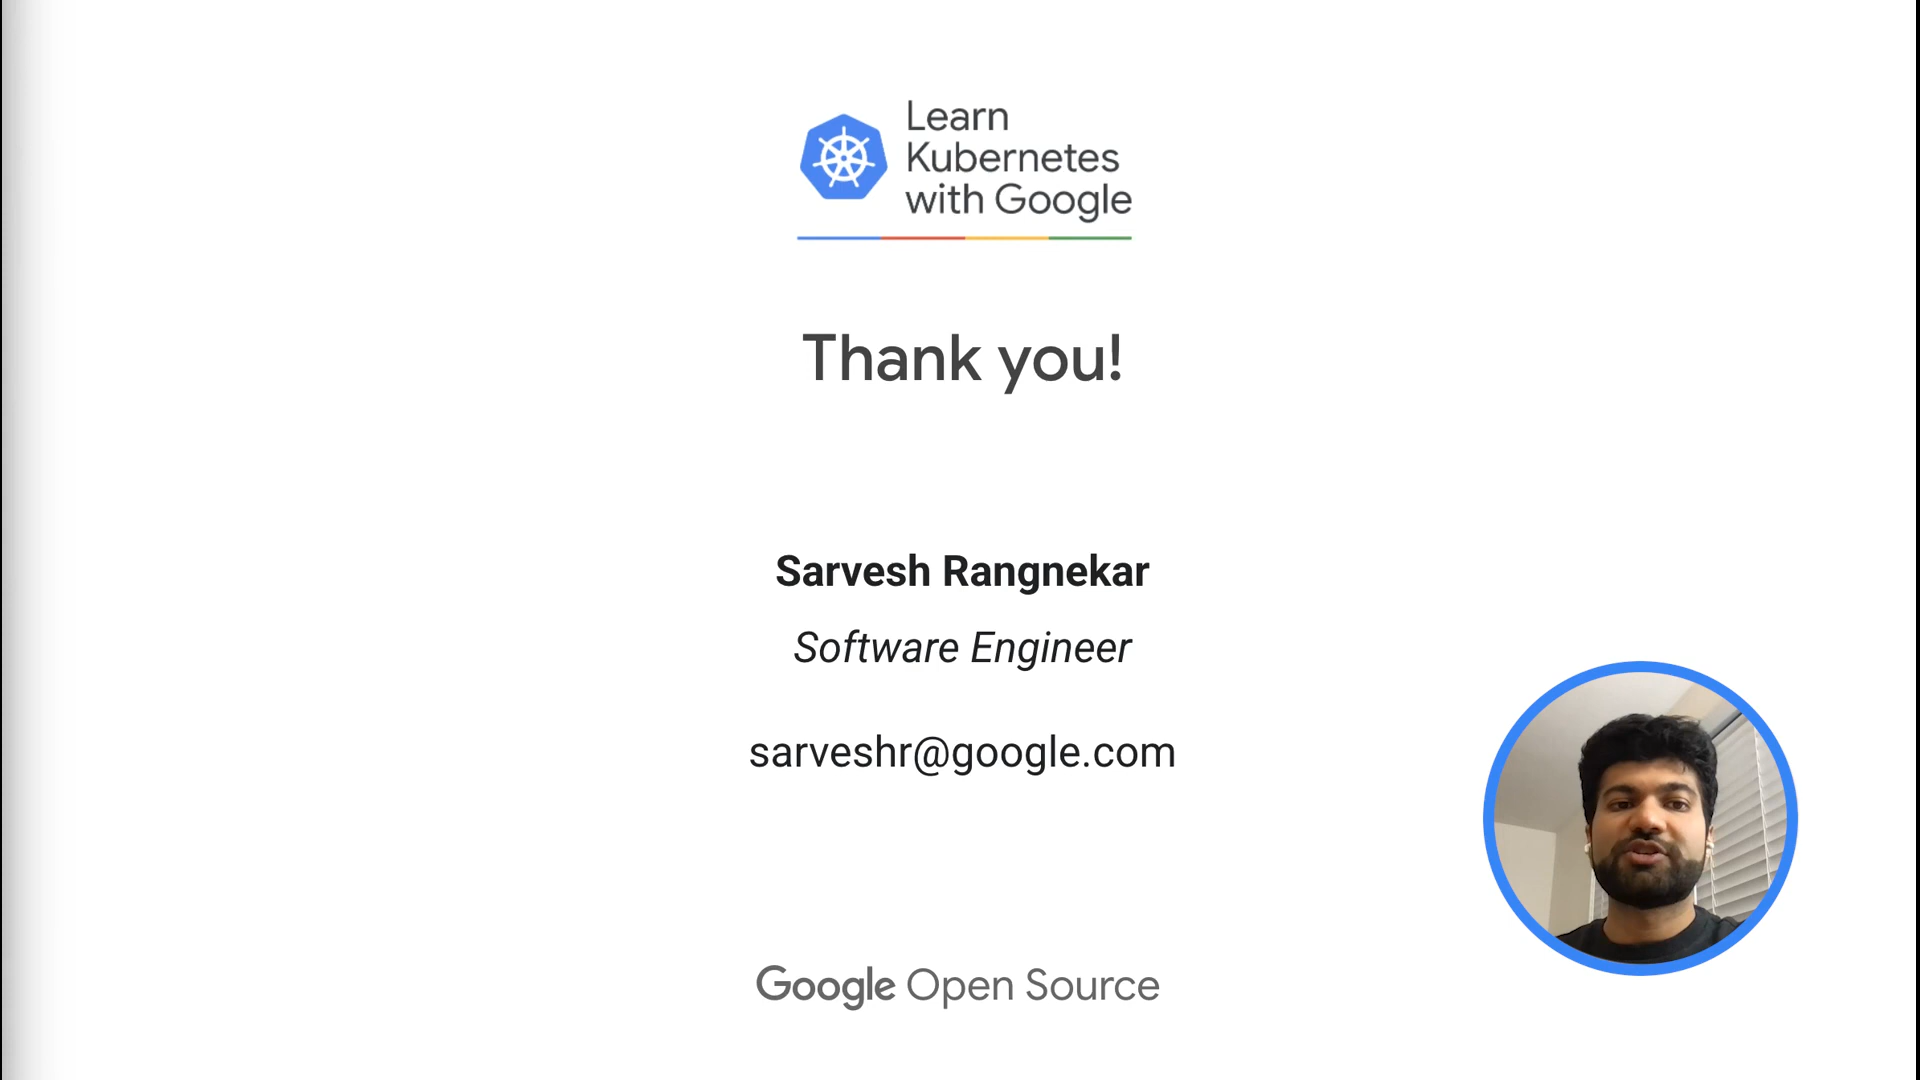 Learn
Kubernetes
with Google
Thank you!
Sarvesh Rangnekar
Software Engineer
sarveshr@google.com
Google Open Source